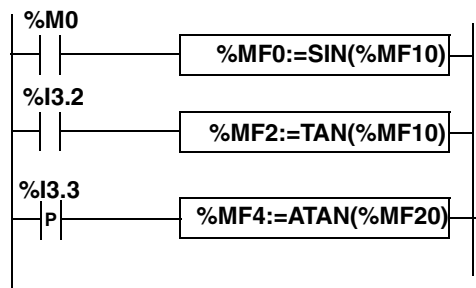 %M0
%MF0:=SIN(%MF10)
%I3.2
%MF2:=TAN(%MF10)
%I3.3
P
%MF4:=ATAN(%MF20)